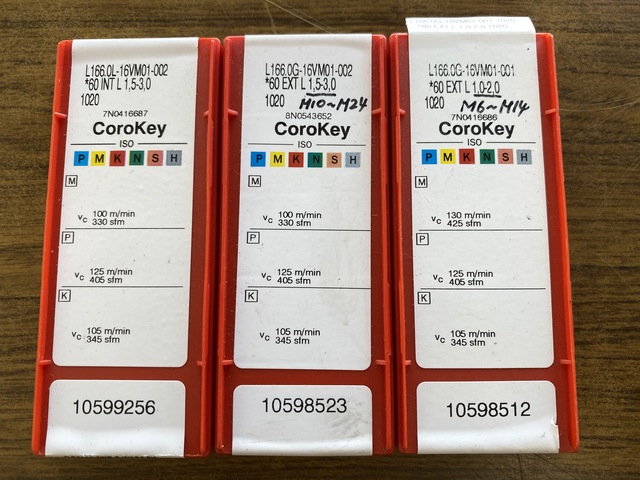 L166.0L-16VM01-002
*60 INT L 1,5-3,0
1020
7N0416687
CoroKey
ISO
P M K N S H
M
vc 100 m/min
330 sfm
P
vc 125 m/min
405 sfm
K
vc 105 m/min
345 sfm
10599256
L166.0G-16VM01-002
*60 EXT L 1,5-3,0
1020 M10~M24
8N0543652
CoroKey
ISO
P M K N S H
M
vc 100 m/min
330 sfm
P
vc 125 m/min
405 sfm
K
vc 105 m/min
345 sfm
10598523
L166.0G-16VM01-001
*60 EXT L 1,0-2,0
1020 M6~M14
7N0416686
CoroKey
ISO
P M K N S H
M
vc 130 m/min
425 sfm
P
vc 125 m/min
405 sfm
K
vc 105 m/min
345 sfm
10598512